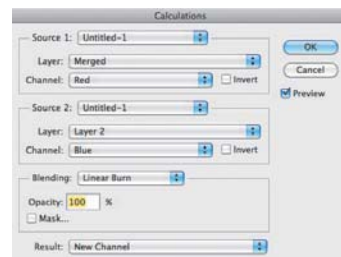 Calculations
Source 1: Untitled-1
OK
Layer: Merged
Cancel
Channel: Red Invert
Preview
Source 2: Untitled-1
Layer: Layer 2
Channel: Blue Invert
Blending: Linear Burn
Opacity: 100 %
Mask...
Result: New Channel